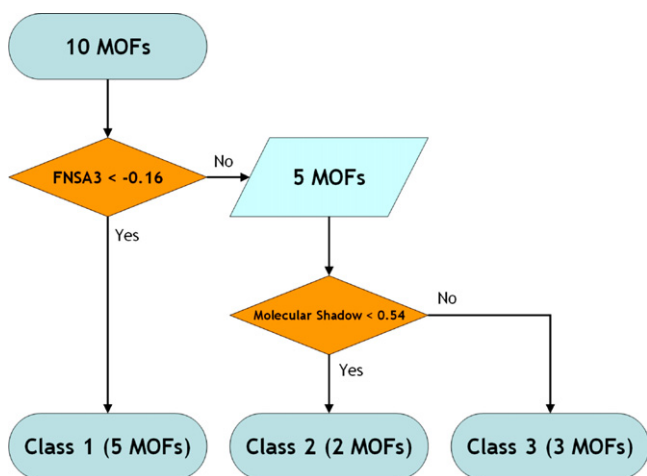 10 MOFs
FNSA3 < -0.16
No
5 MOFs
Yes
Molecular Shadow < 0.54
No
Yes
Class 1 (5 MOFs)
Class 2 (2 MOFs)
Class 3 (3 MOFs)